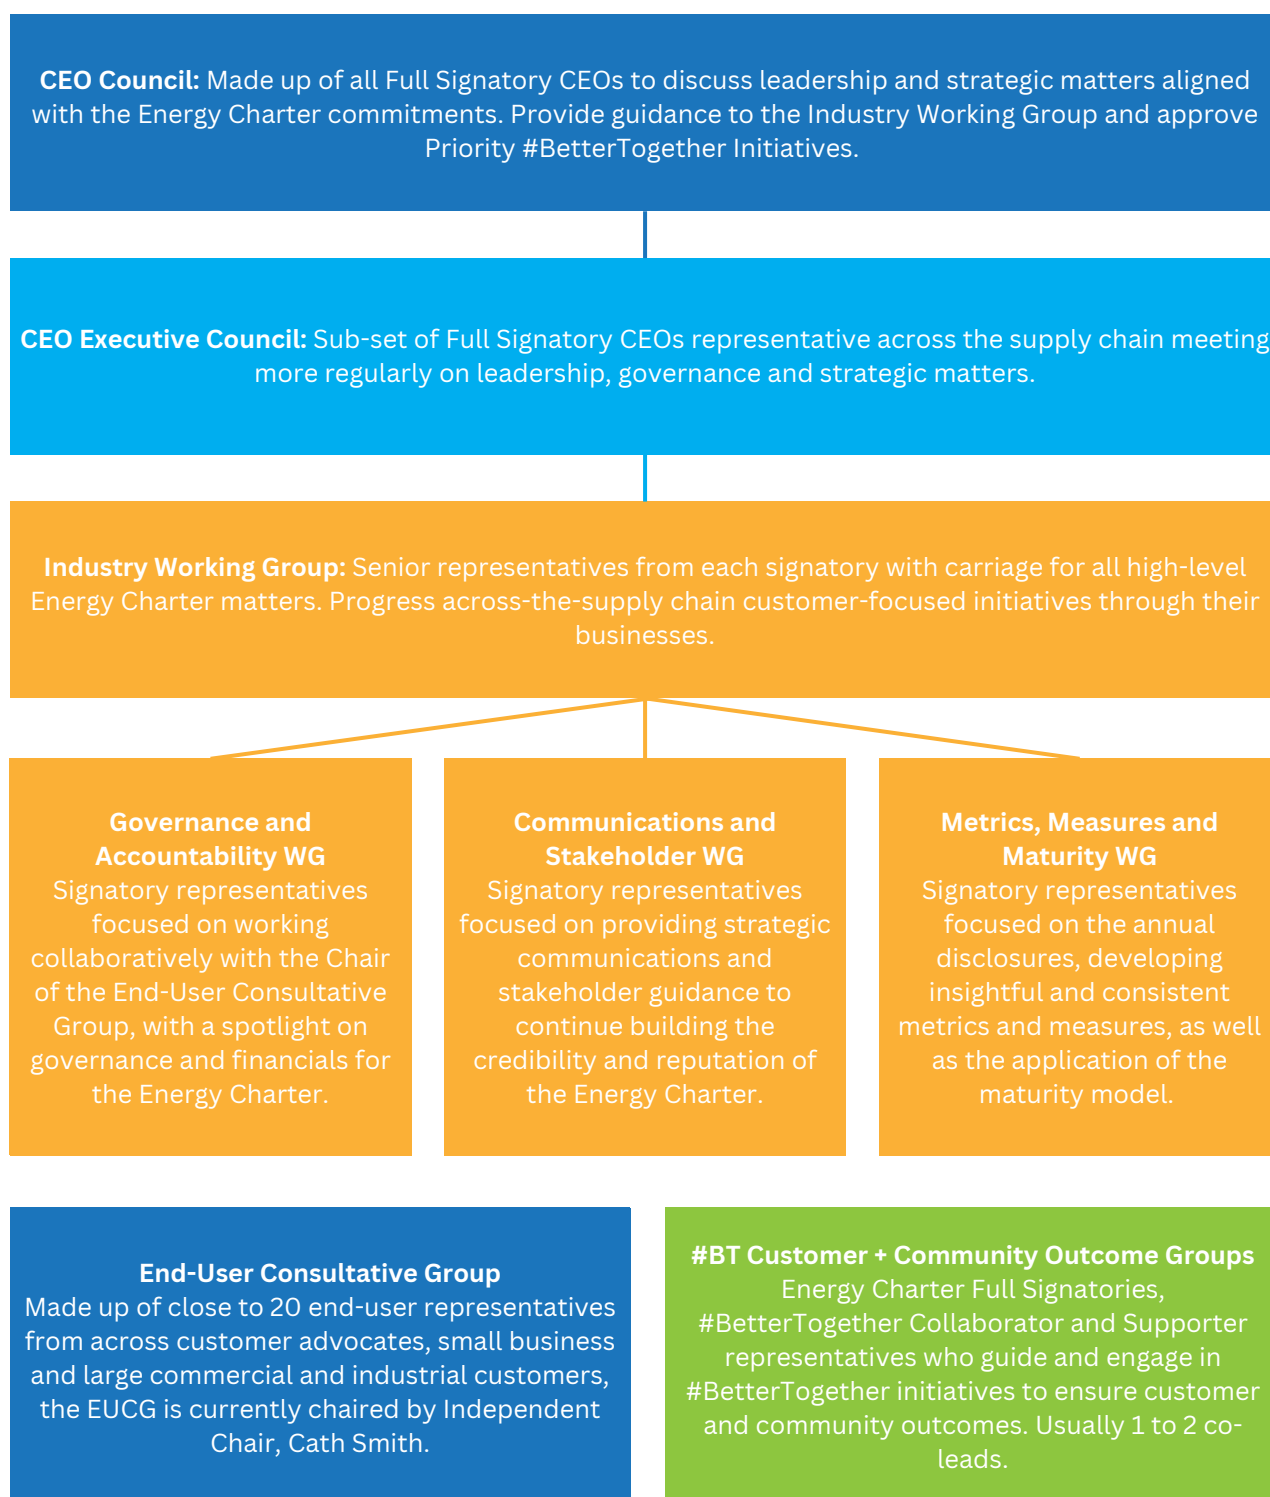 CEO Council: Made up of all Full Signatory CEOs to discuss leadership and strategic matters aligned
with the Energy Charter commitments. Provide guidance to the Industry Working Group and approve
Priority #BetterTogether Initiatives.
CEO Executive Council: Sub-set of Full Signatory CEOs representative across the supply chain meeting
more regularly on leadership, governance and strategic matters.
Industry Working Group: Senior representatives from each signatory with carriage for all high-level
Energy Charter matters. Progress across-the-supply chain customer-focused initiatives through their
businesses.
Governance and
Accountability WG
Signatory representatives
focused on working
collaboratively with the Chair
of the End-User Consultative
Group, with a spotlight on
governance and financials for
the Energy Charter.
Communications and
Stakeholder WG
Signatory representatives
focused on providing strategic
communications and
stakeholder guidance to
continue building the
credibility and reputation of
the Energy Charter.
Metrics, Measures and
Maturity WG
Signatory representatives
focused on the annual
disclosures, developing
insightful and consistent
metrics and measures, as well
as the application of the
maturity model.
End-User Consultative Group
Made up of close to 20 end-user representatives
from across customer advocates, small business
and large commercial and industrial customers,
the EUCG is currently chaired by Independent
Chair, Cath Smith.
#BT Customer + Community Outcome Groups
Energy Charter Full Signatories,
#BetterTogether Collaborator and Supporter
representatives who guide and engage in
#BetterTogether initiatives to ensure customer
and community outcomes. Usually 1 to 2 co-
leads.